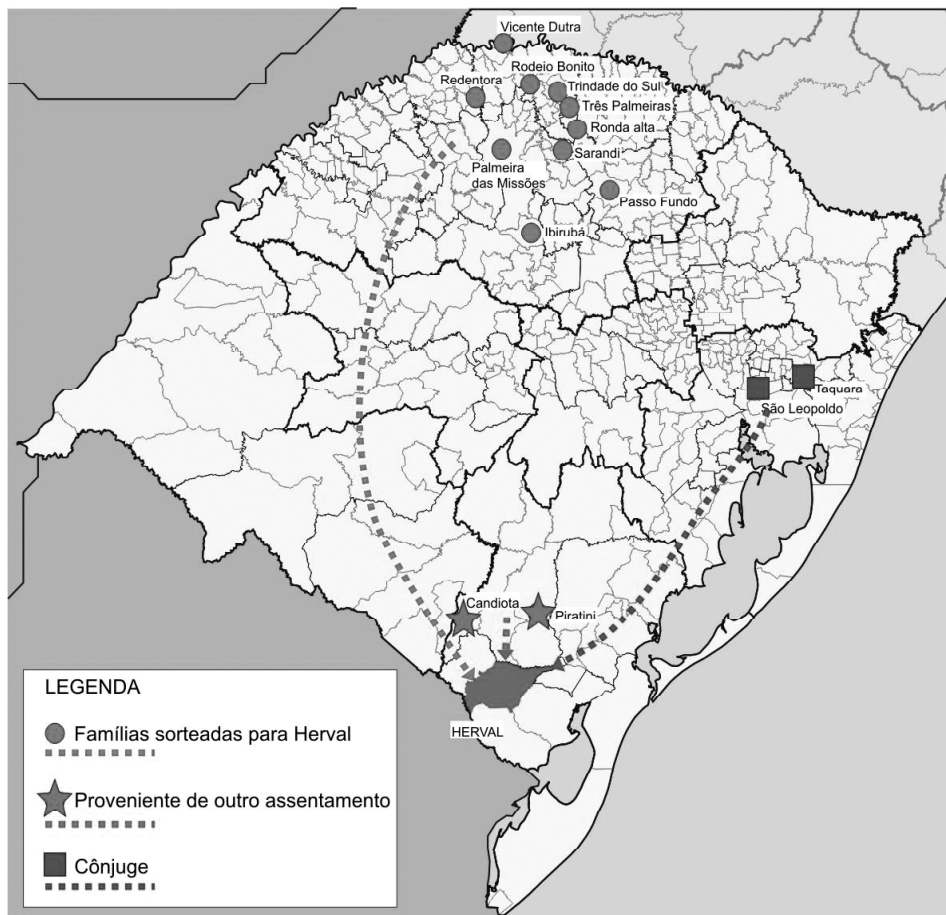 Vicente Dutra
Rodeio Bonito
Redentora
Trindade do Sul
Três Palmeiras
Ronda alta
Sarandi
Palmeira
das Missões
Passo Fundo
Ibirubá
Taquara
São Leopoldo
Candiota
Piratini
HERVAL
LEGENDA
Famílias sorteadas para Herval
Proveniente de outro assentamento
Cônjuge